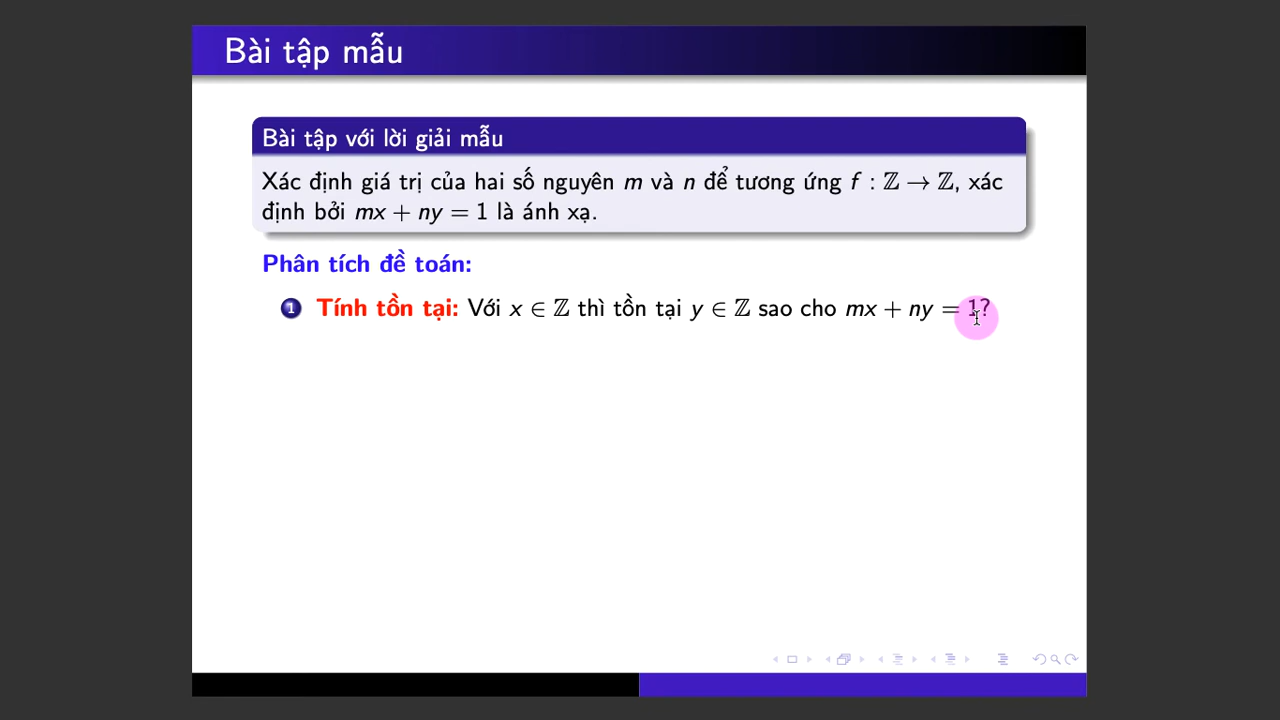 Bài tập mẫu
Bài tập với lời giải mẫu
Xác định giá trị của hai số nguyên m và n để tương ứng f : ℤ → ℤ, xác
định bởi mx + ny = 1 là ánh xạ.
Phân tích đề toán:
1 Tính tồn tại: Với x ∈ ℤ thì tồn tại y ∈ ℤ sao cho mx + ny = 1?